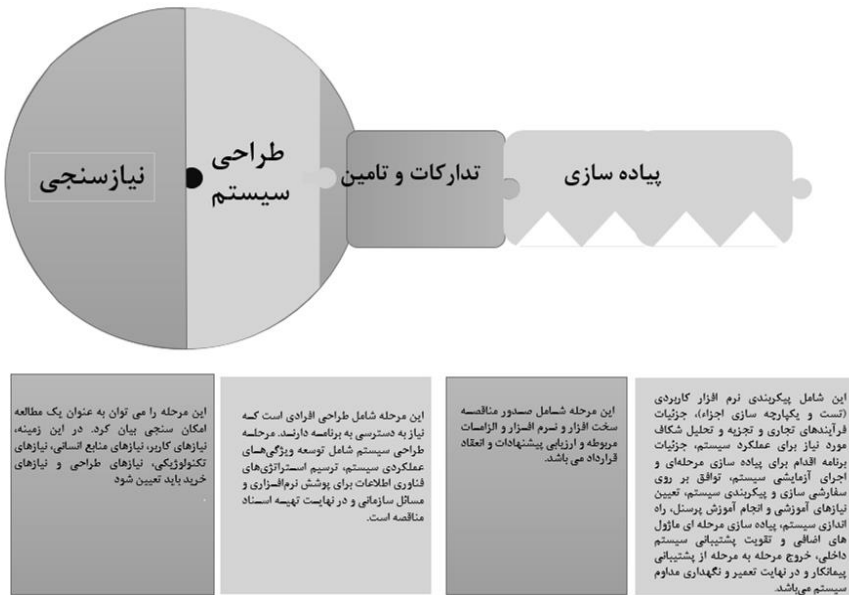 نیازسنجی
طراحی
سیستم
تدارکات و تامین
پیاده سازی
این مرحله را می توان به عنوان یک مطالعه
امکان سنجی بیان کرد. در این زمینه،
نیازهای کاربر، نیازهای منابع انسانی، نیازهای
تکنولوژیکی، نیازهای طراحی و نیازهای
خرید باید تعیین شود
.
این مرحله شامل طراحی افرادی است که
نیاز به دسترسی به برنامه دارند. مرحله
طراحی سیستم شامل توسعه ویژگی‌های
عملکردی سیستم، ترسیم استراتژی‌های
فناوری اطلاعات برای پوشش نرم‌افزاری و
مسائل سازمانی و در نهایت تهیه اسناد
مناقصه است.
این مرحله شامل صدور مناقصه
سخت افزار و نرم افزار و الزامات
مربوطه و ارزیابی پیشنهادات و انعقاد
قرارداد می باشد.
این شامل پیکربندی نرم افزار کاربردی
(تست و یکپارچه سازی اجزاء)، جزئیات
فرآیندهای تجاری و تجزیه و تحلیل شکاف
مورد نیاز برای عملکرد سیستم، جزئیات
برنامه اقدام برای پیاده سازی مرحله‌ای و
اجرای آزمایشی سیستم، توافق بر روی
سفارشی سازی و پیکربندی سیستم، تعیین
نیازهای آموزشی و انجام آموزش پرسنل، راه
اندازی سیستم، پیاده سازی مرحله ای ماژول
های اضافی و تقویت پشتیبانی سیستم
داخلی، خروج مرحله به مرحله از پشتیبانی
پیمانکار و در نهایت تعمیر و نگهداری مداوم
سیستم می‌باشد.